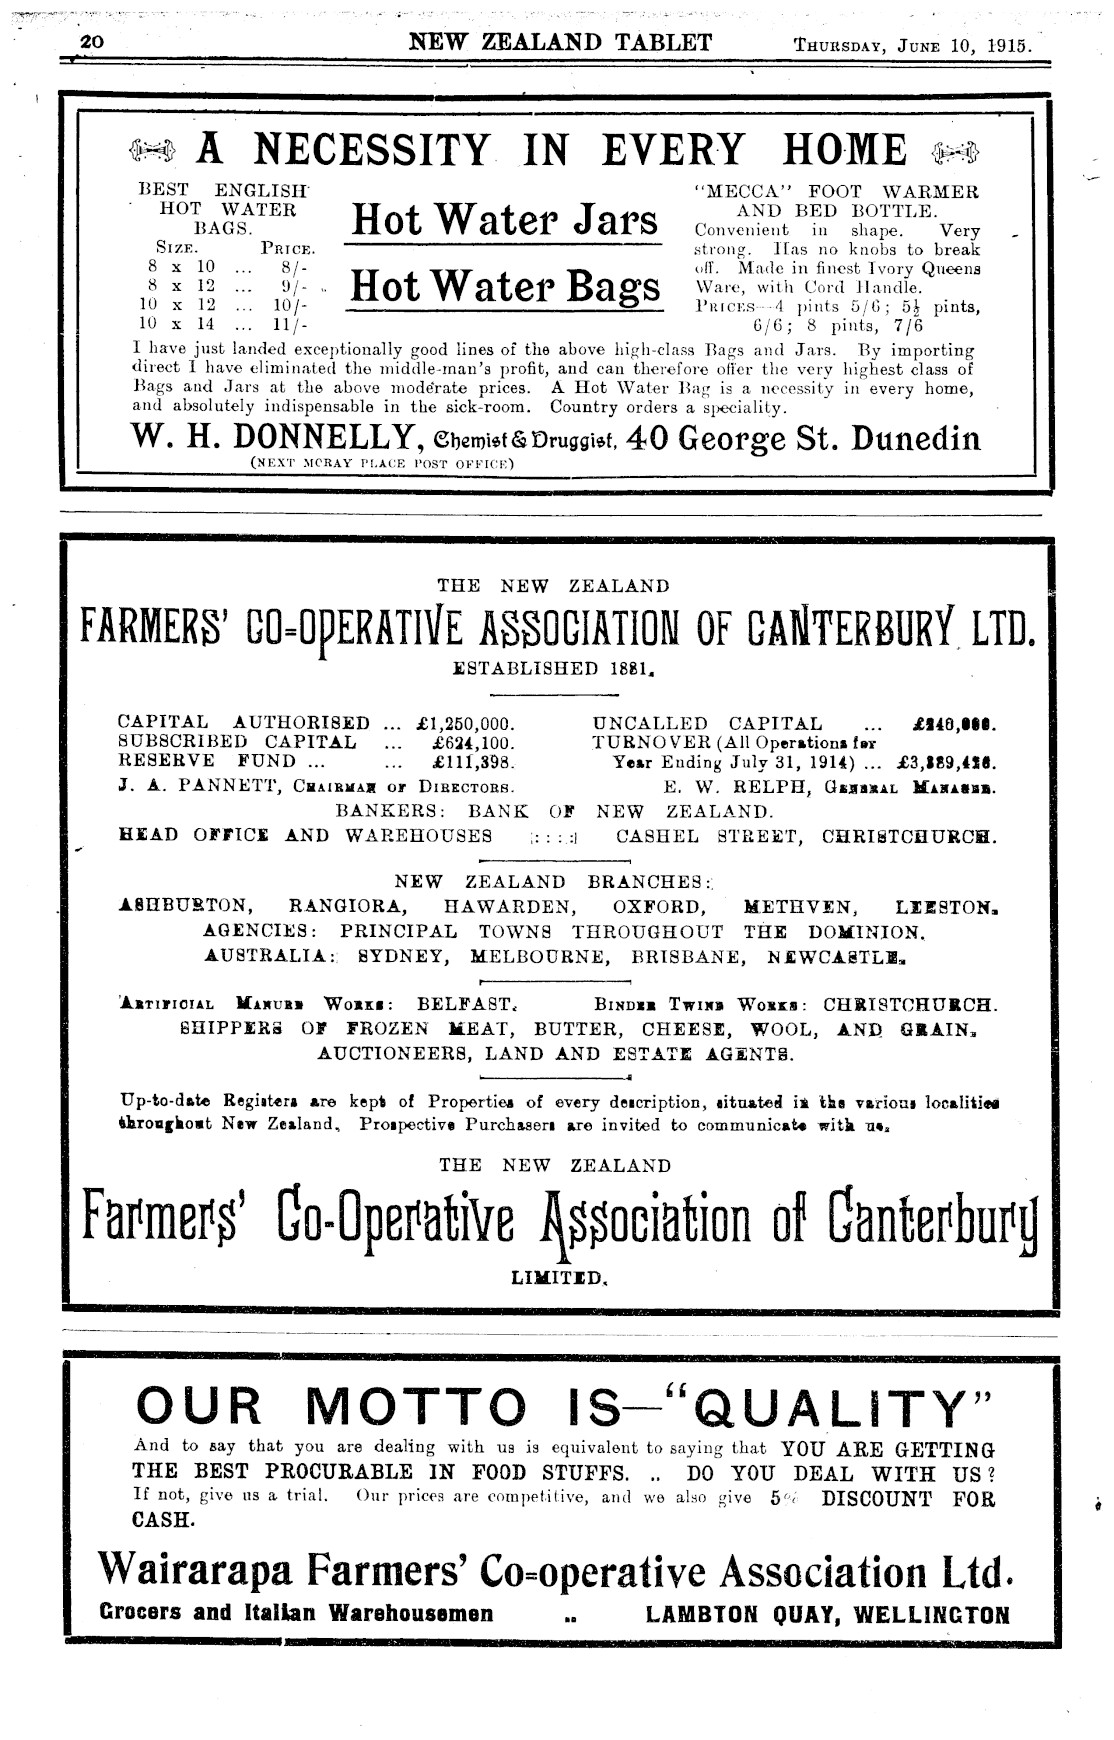 20 NEW ZEALAND TABLET THURSDAY, JUNE 10, 1915.
A NECESSITY IN EVERY HOME
BEST ENGLISH
HOT WATER
BAGS.
SIZE. PRICE.
8 x 10 ... 8/-
8 x 12 ... 9/-
10 x 12 ... 10/-
10 x 14 ... 11/-
Hot Water Jars
Hot Water Bags
"MECCA" FOOT WARMER
AND BED BOTTLE.
Convenient in shape. Very
strong. Has no knobs to break
off. Made in finest Ivory Queens
Ware, with Cord Handle.
PRICES—4 pints 5/6; 5½ pints,
6/6; 8 pints, 7/6
I have just landed exceptionally good lines of the above high-class Bags and Jars. By importing
direct I have eliminated the middle-man's profit, and can therefore offer the very highest class of
Bags and Jars at the above moderate prices. A Hot Water Bag is a necessity in every home,
and absolutely indispensable in the sick-room. Country orders a speciality.
W. H. DONNELLY, Chemist & Druggist, 40 George St. Dunedin
(NEXT MCRAY PLACE POST OFFICE)
THE NEW ZEALAND
FARMERS' CO=OPERATIVE ASSOCIATION OF CANTERBURY LTD.
ESTABLISHED 1881.
CAPITAL AUTHORISED ... £1,250,000.
SUBSCRIBED CAPITAL ... £624,100.
RESERVE FUND ... ... £111,398.
UNCALLED CAPITAL ...
TURNOVER (All Operations for
Year Ending July 31, 1914) ...
J. A. PANNETT, CHAIRMAN OF DIRECTORS. E. W. RELPH, GENERAL MANAGER.
BANKERS: BANK OF NEW ZEALAND.
HEAD OFFICE AND WAREHOUSES :::: CASHEL STREET, CHRISTCHURCH.
NEW ZEALAND BRANCHES:
ASHBURTON, RANGIORA, HAWARDEN, OXFORD, METHVEN, LEESTON.
AGENCIES: PRINCIPAL TOWNS THROUGHOUT THE DOMINION.
AUSTRALIA: SYDNEY, MELBOURNE, BRISBANE, NEWCASTLE.
ARTIFICIAL MANURE WORKS: BELFAST. BINDER TWINE WORKS: CHRISTCHURCH.
SHIPPERS OF FROZEN MEAT, BUTTER, CHEESE, WOOL, AND GRAIN.
AUCTIONEERS, LAND AND ESTATE AGENTS.
Up-to-date Registers are kept of Properties of every description, situated in the various localities
throughout New Zealand. Prospective Purchasers are invited to communicate with us.
THE NEW ZEALAND
Farmers' Co-Operative Association of Canterbury
LIMITED.
OUR MOTTO IS—"QUALITY"
And to say that you are dealing with us is equivalent to saying that YOU ARE GETTING
THE BEST PROCURABLE IN FOOD STUFFS. .. DO YOU DEAL WITH US?
If not, give us a trial. Our prices are competitive, and we also give 5% DISCOUNT FOR
CASH.
Wairarapa Farmers' Co=operative Association Ltd.
Grocers and Italian Warehousemen .. LAMBTON QUAY, WELLINGTON